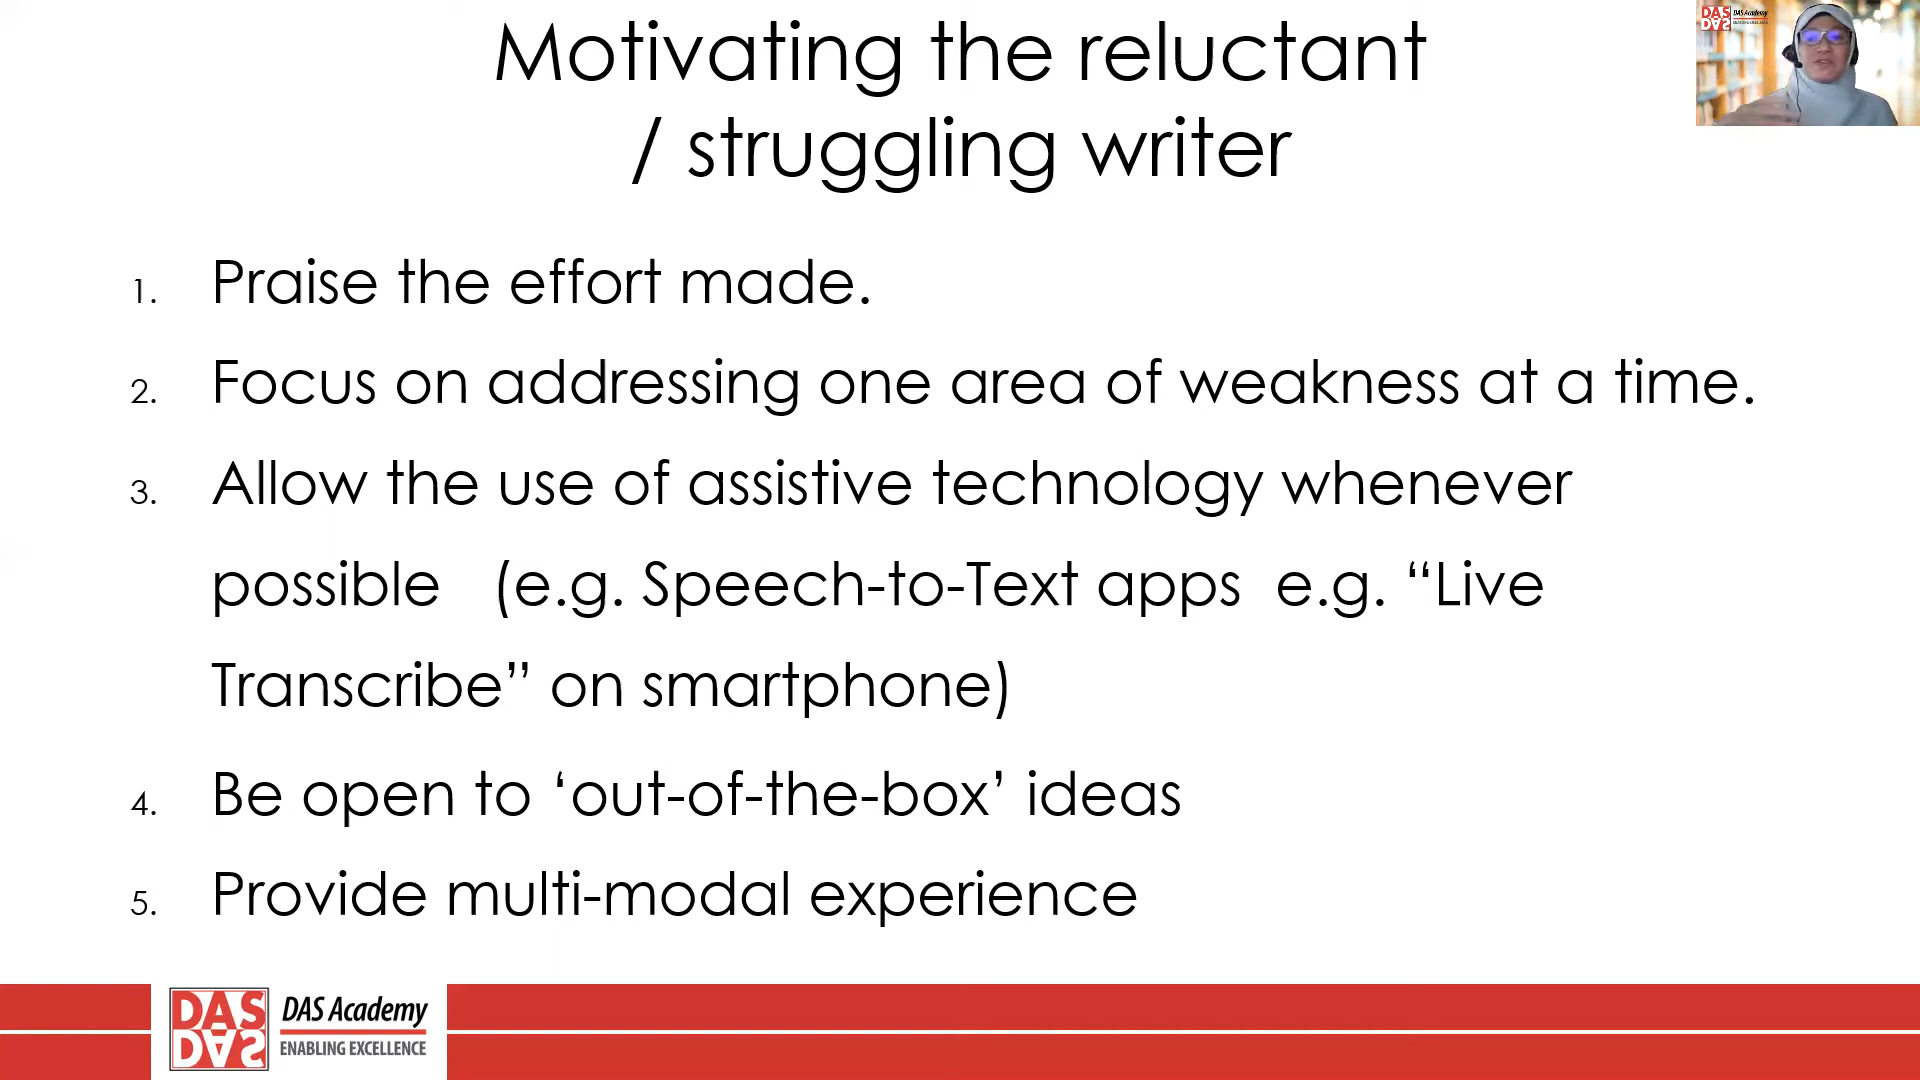 Motivating the reluctant
/ struggling writer
DAS Academy
1. Praise the effort made.
2. Focus on addressing one area of weakness at a time.
3. Allow the use of assistive technology whenever
possible (e.g. Speech-to-Text apps e.g. “Live
Transcribe” on smartphone)
4. Be open to ‘out-of-the-box’ ideas
5. Provide multi-modal experience
DAS
DAS
DAS Academy
ENABLING EXCELLENCE